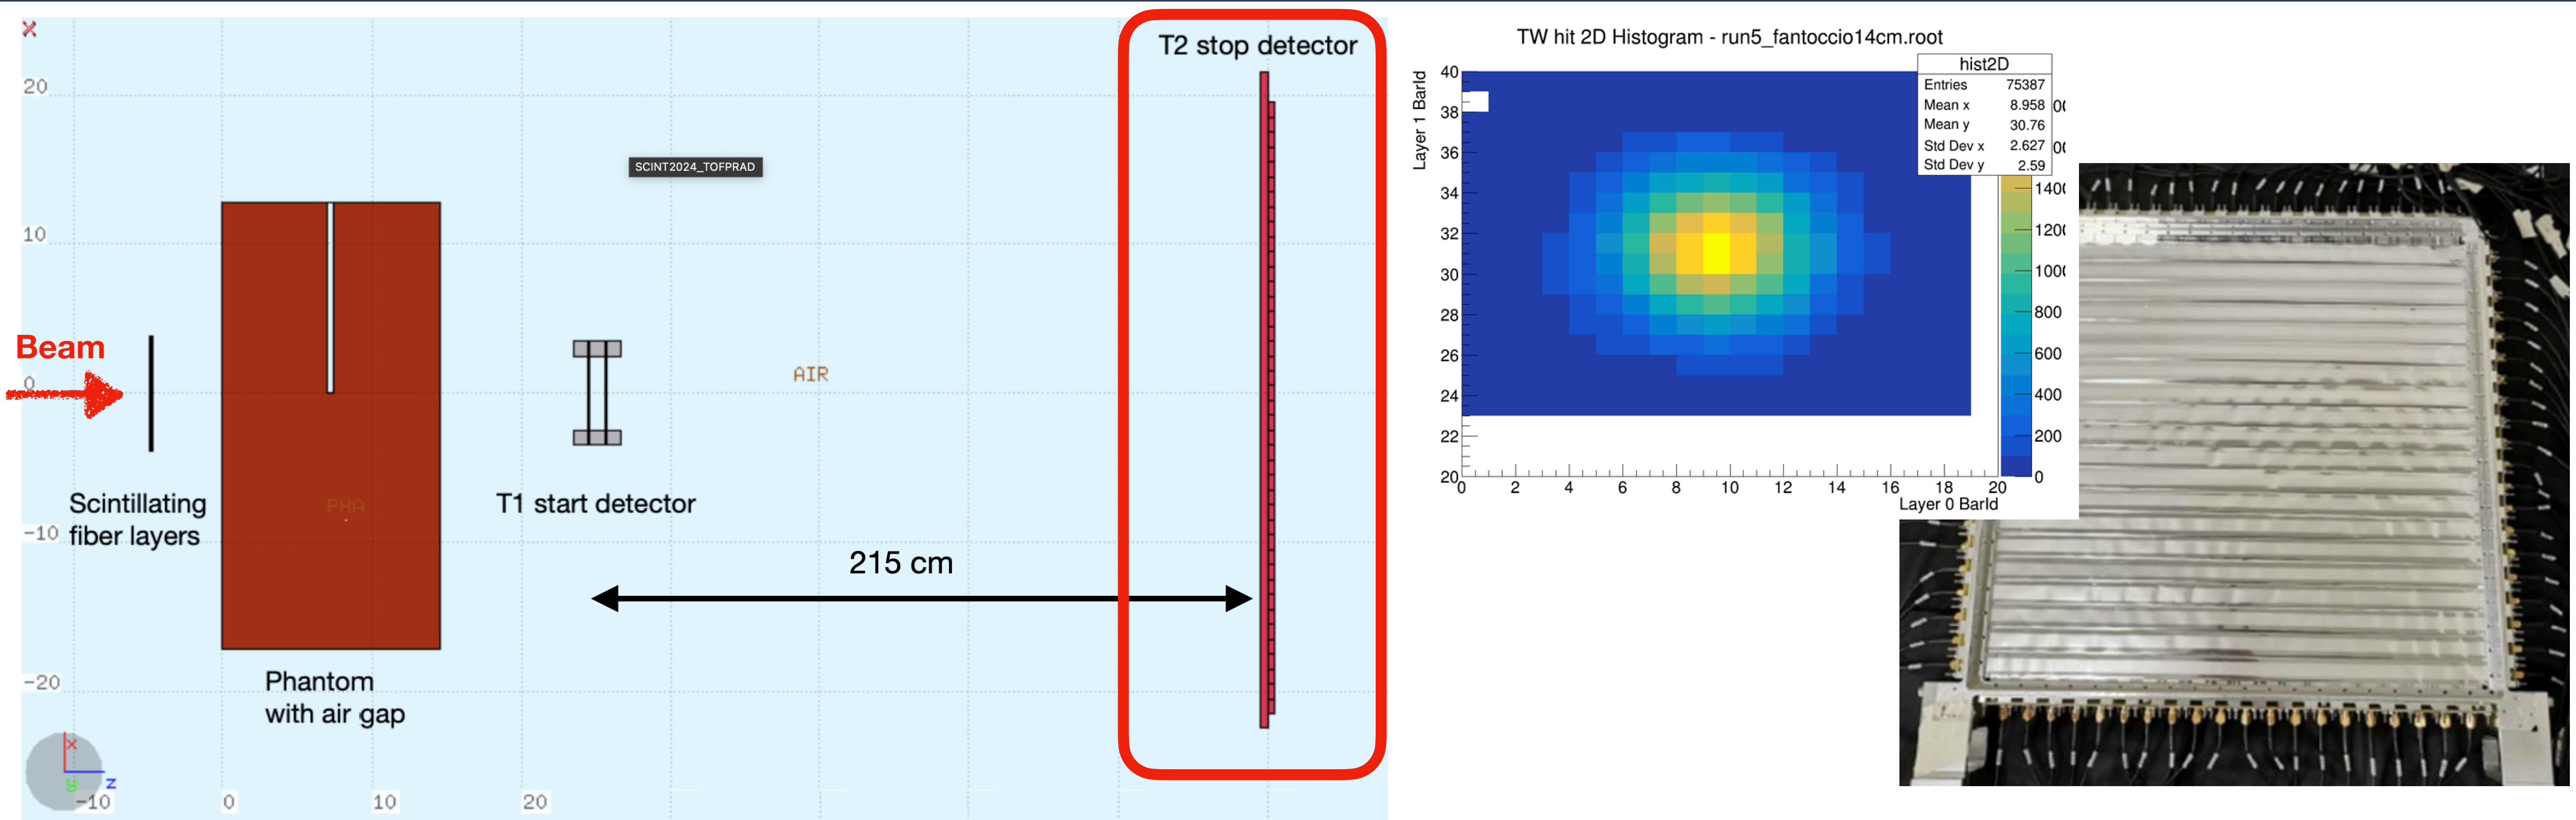 x
T2 stop detector
20
SCINT2024_TOFPRAD
10
Beam
0
AIR
Scintillating
fiber layers
PHA
T1 start detector
-10
215 cm
Phantom
with air gap
-20
x
y
z
-10
0
10
20
TW hit 2D Histogram - run5_fantoccio14cm.root
hist2D
Entries 75387
Mean x 8.958
Mean y 30.76
Std Dev x 2.627
Std Dev y 2.59
Layer 1 BarId
40
38
36
34
32
30
28
26
24
22
20
0 2 4 6 8 10 12 14 16 18 20
Layer 0 BarId
1400
1200
1000
800
600
400
200
0